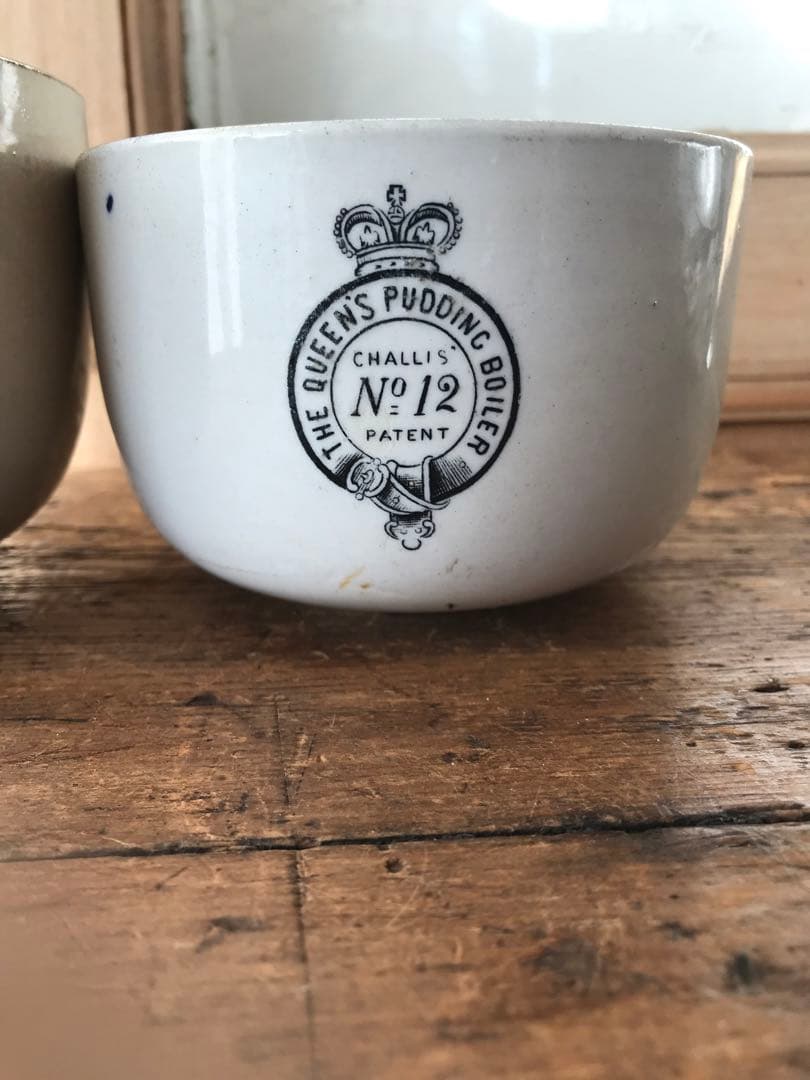 THE QUEEN'S PUDDING BOILER
CHALLIS'
Nº 12
PATENT